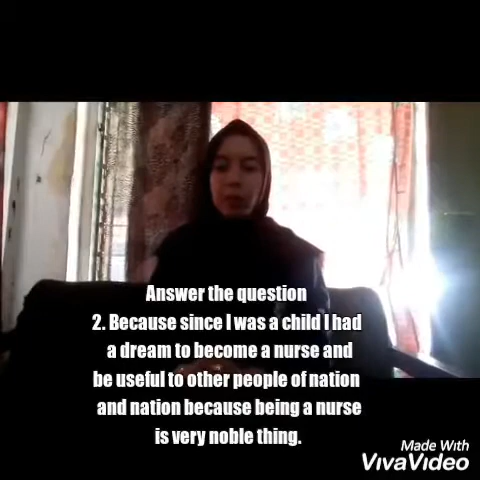 Answer the question
2. Because since I was a child I had
a dream to become a nurse and
be useful to other people of nation
and nation because being a nurse
is very noble thing.
Made With
VivaVideo